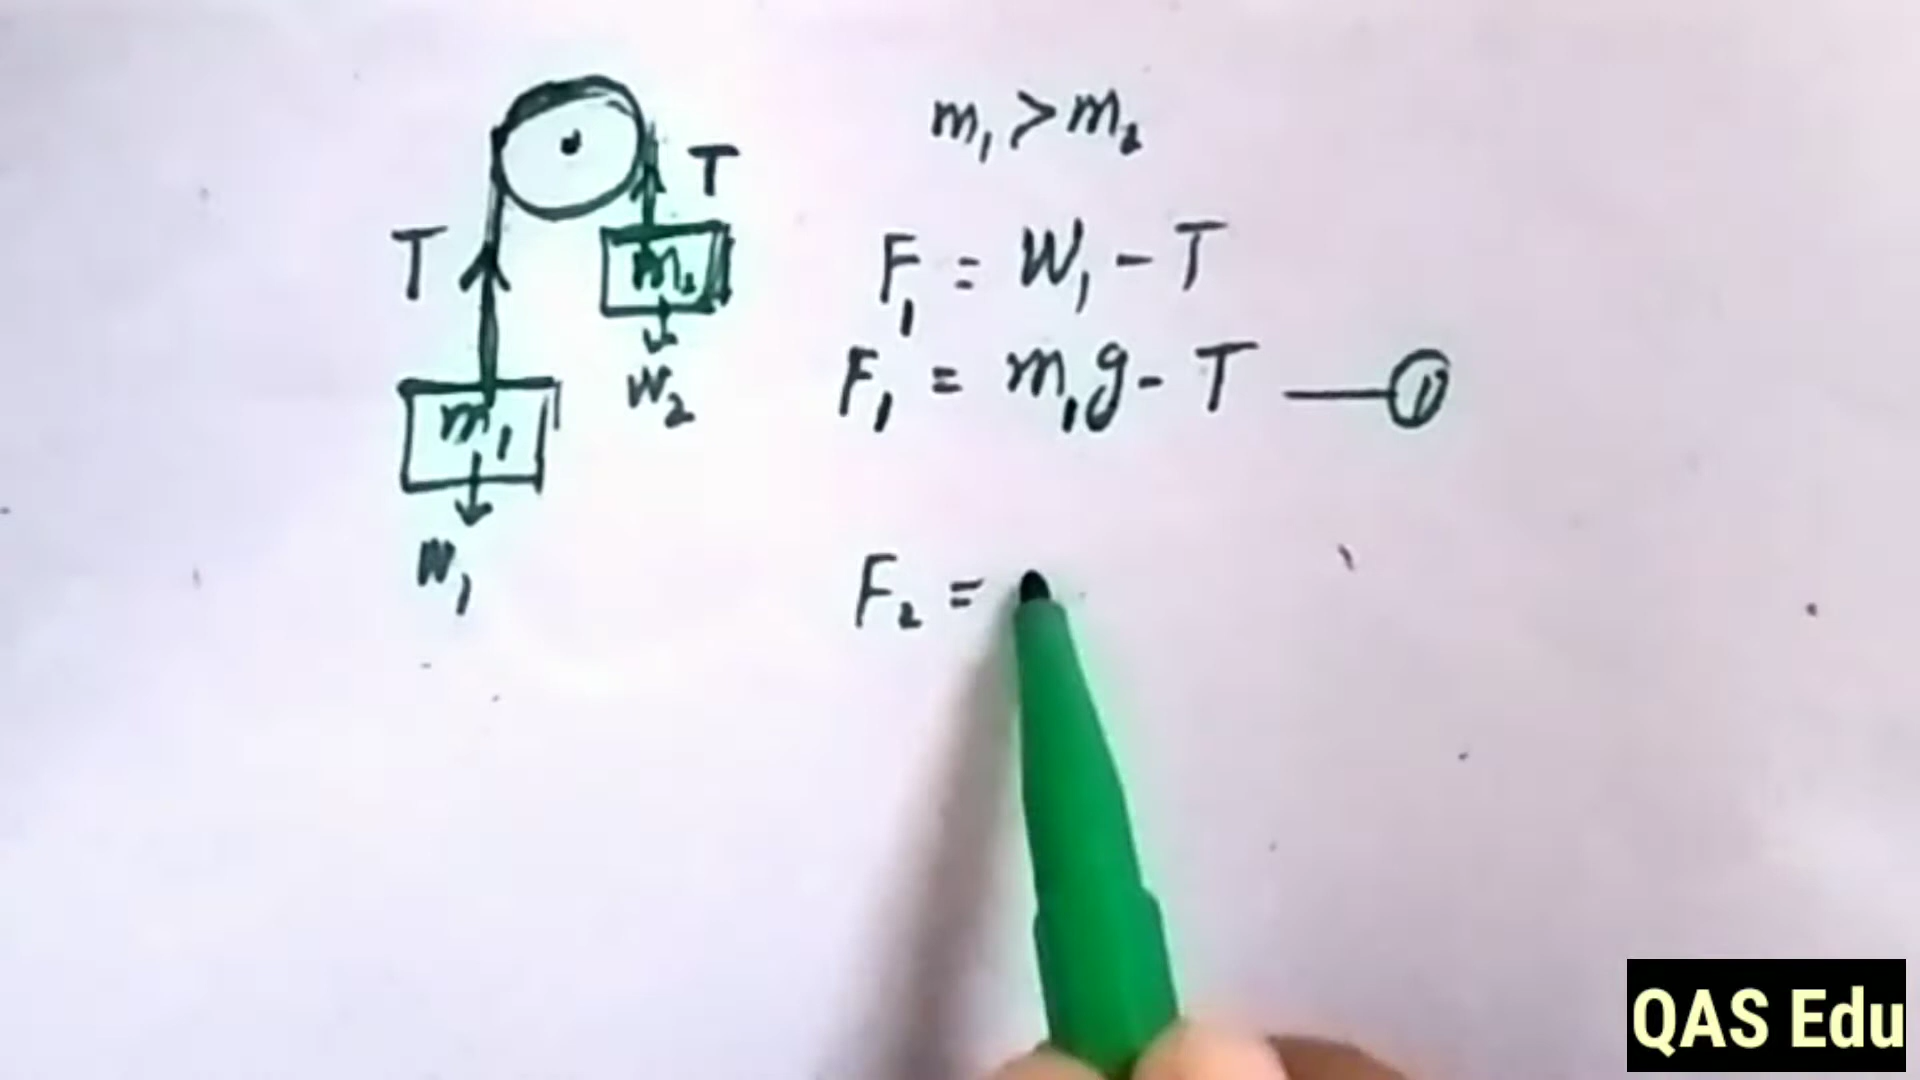 m₁ > m₂
T
T
m₂
F₁ = W₁ - T
W₂
F₁ = m₁g - T —①
m₁
W₁
F₂ =
QAS Edu